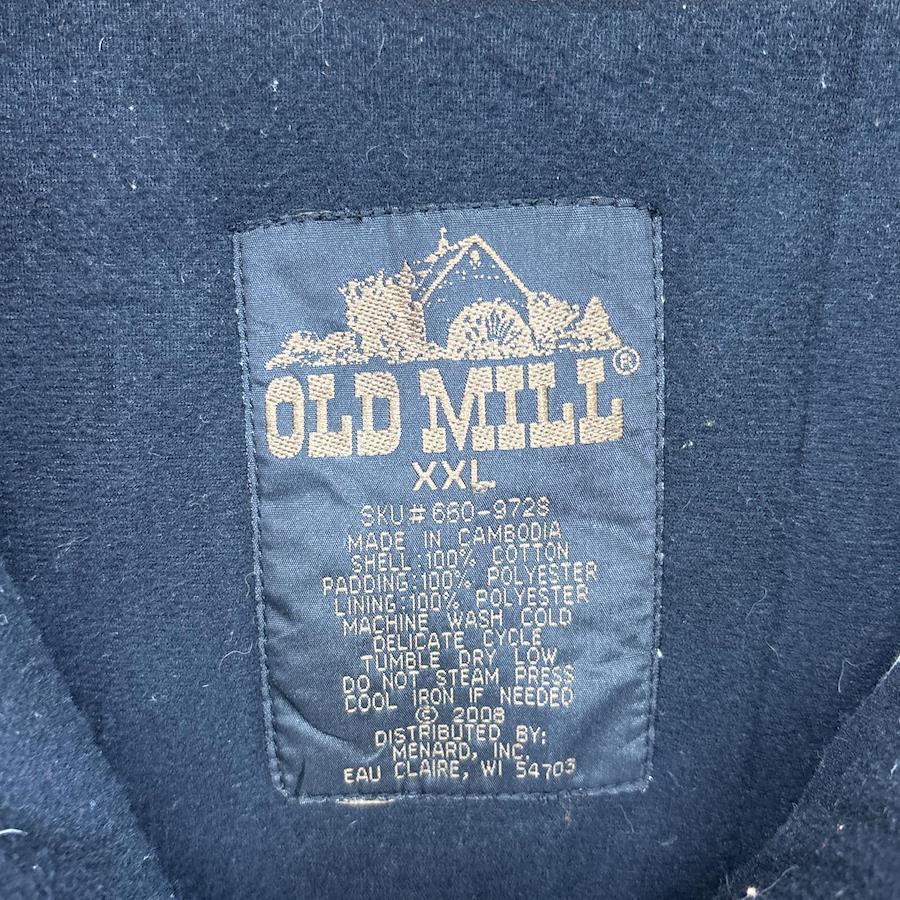 OLD MILL®
XXL
SKU # 660-9728
MADE IN CAMBODIA
SHELL:100% COTTON
PADDING:100% POLYESTER
LINING:100% POLYESTER
MACHINE WASH COLD
DELICATE CYCLE
TUMBLE DRY LOW
DO NOT STEAM PRESS
COOL IRON IF NEEDED
© 2008
DISTRIBUTED BY:
MENARD, INC.
EAU CLAIRE, WI 54703